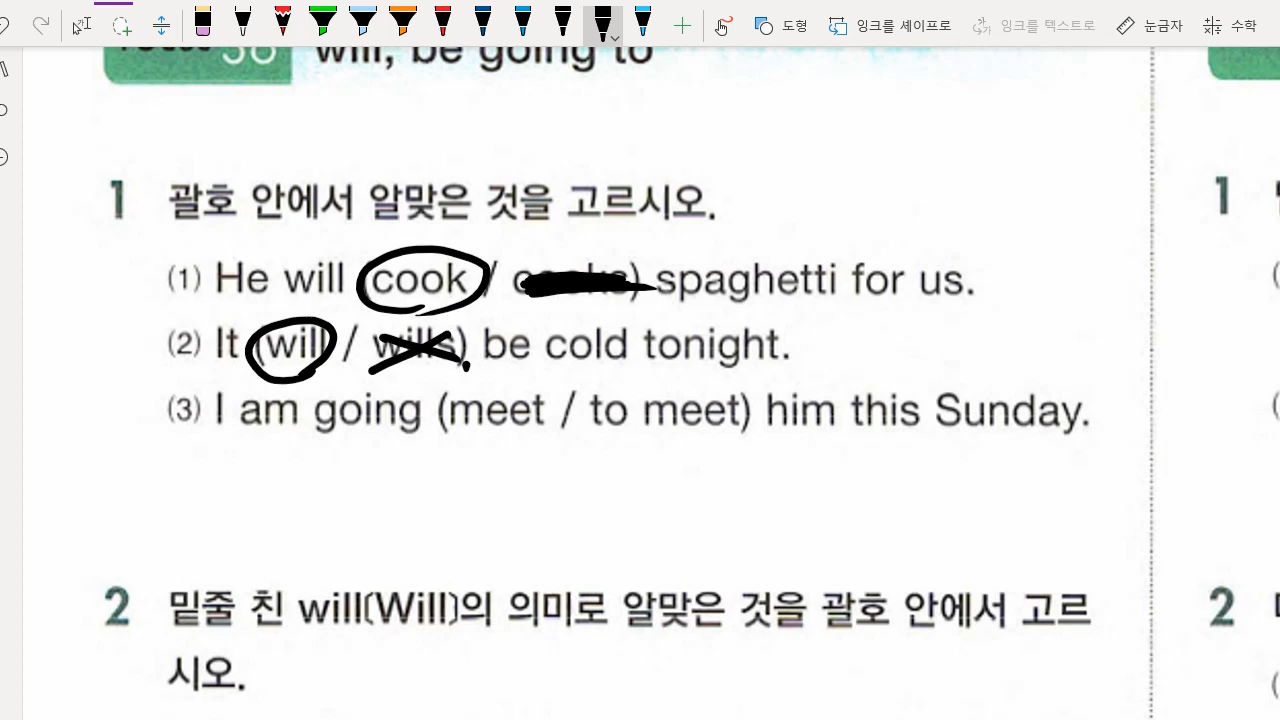 도형 잉크를 셰이프로 잉크를 텍스트로 눈금자 수학
36 will, be going to
1 괄호 안에서 알맞은 것을 고르시오.
(1) He will (cook / cooks) spaghetti for us.
(2) It (will / wills) be cold tonight.
(3) I am going (meet / to meet) him this Sunday.
2 밑줄 친 will(Will)의 의미로 알맞은 것을 괄호 안에서 고르
시오.
1
2